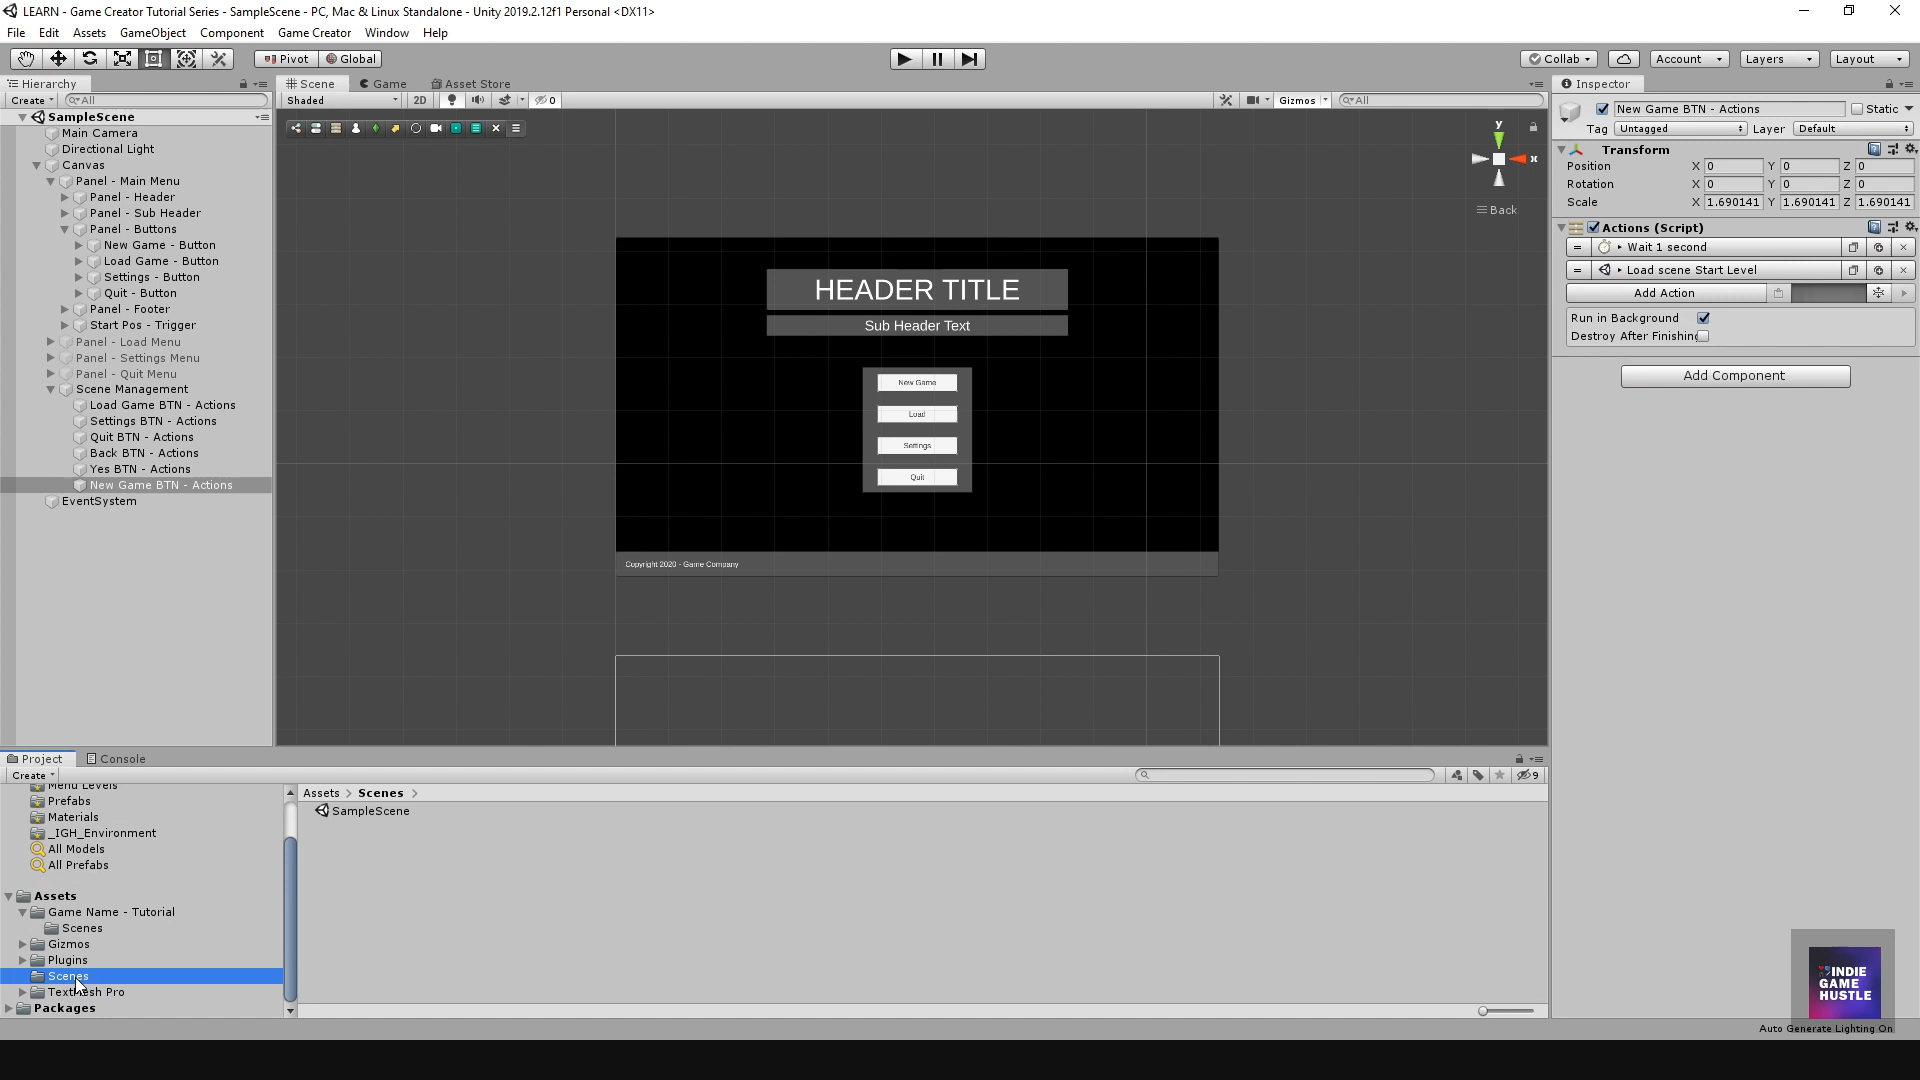 LEARN - Game Creator Tutorial Series - SampleScene - PC, Mac & Linux Standalone - Unity 2019.2.12f1 Personal <DX11>
File Edit Assets GameObject Component Game Creator Window Help
Pivot Global Collab Account Layers Layout
Hierarchy
Create All
SampleScene
Main Camera
Directional Light
Canvas
Panel - Main Menu
Panel - Header
Panel - Sub Header
Panel - Buttons
New Game - Button
Load Game - Button
Settings - Button
Quit - Button
Panel - Footer
Start Pos - Trigger
Panel - Load Menu
Panel - Settings Menu
Panel - Quit Menu
Scene Management
Load Game BTN - Actions
Settings BTN - Actions
Quit BTN - Actions
Back BTN - Actions
Yes BTN - Actions
New Game BTN - Actions
EventSystem
Scene Game Asset Store
Shaded 2D 0 Gizmos All
y
x
Back
HEADER TITLE
Sub Header Text
New Game
Load
Settings
Quit
Copyright 2020 - Game Company
Inspector
New Game BTN - Actions Static
Tag Untagged Layer Default
Transform
Position X 0 Y 0 Z 0
Rotation X 0 Y 0 Z 0
Scale X 1.690141 Y 1.690141 Z 1.690141
Actions (Script)
Wait 1 second
Load scene Start Level
Add Action
Run in Background
Destroy After Finishing
Add Component
Project Console
Create 9
Menu Levels
Prefabs
Materials
_IGH_Environment
All Models
All Prefabs
Assets
Game Name - Tutorial
Scenes
Gizmos
Plugins
Scenes
TextMesh Pro
Packages
Assets > Scenes >
SampleScene
INDIE
GAME
HUSTLE
Auto Generate Lighting On